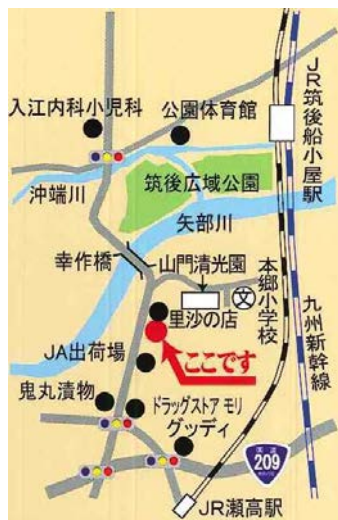 JR筑後船小屋駅
入江内科小児科
公園体育館
沖端川
筑後広域公園
矢部川
幸作橋
山門清光園
本郷小学校
文
里沙の店
九州新幹線
JA出荷場
ここです
鬼丸漬物
ドラッグストア モリ
グッディ
国道
209
JR瀬高駅